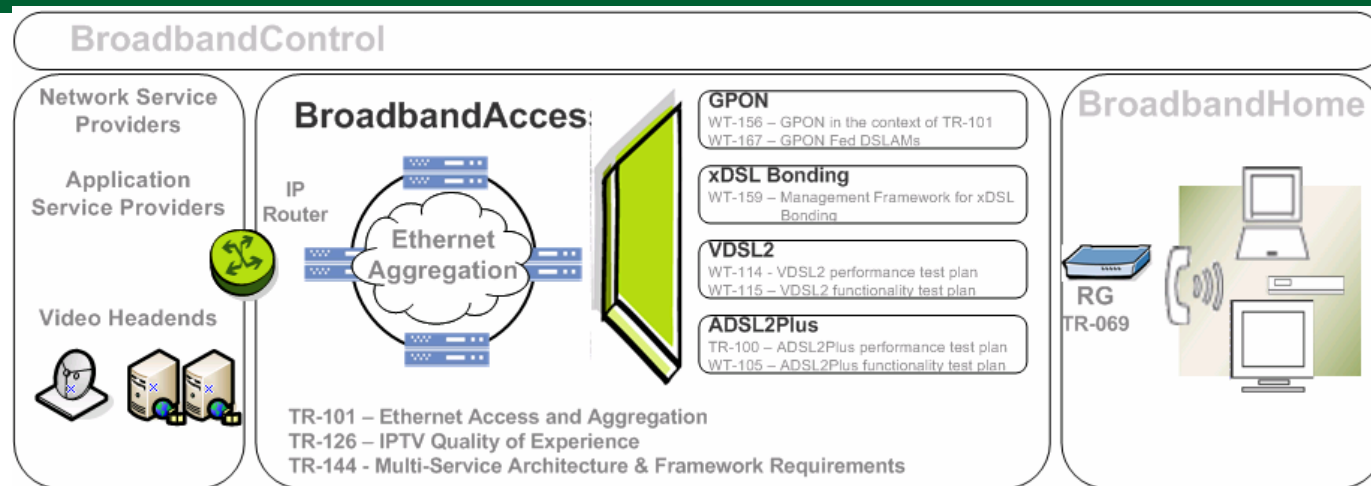 BroadbandControl
Network Service
Providers
Application
Service Providers
Video Headends
BroadbandAcces
IP
Router
Ethernet
Aggregation
GPON
WT-156 – GPON in the context of TR-101
WT-167 – GPON Fed DSLAMs
xDSL Bonding
WT-159 – Management Framework for xDSL
Bonding
VDSL2
WT-114 - VDSL2 performance test plan
WT-115 – VDSL2 functionality test plan
ADSL2Plus
TR-100 – ADSL2Plus performance test plan
WT-105 – ADSL2Plus functionality test plan
TR-101 – Ethernet Access and Aggregation
TR-126 – IPTV Quality of Experience
TR-144 - Multi-Service Architecture & Framework Requirements
BroadbandHome
RG
TR-069